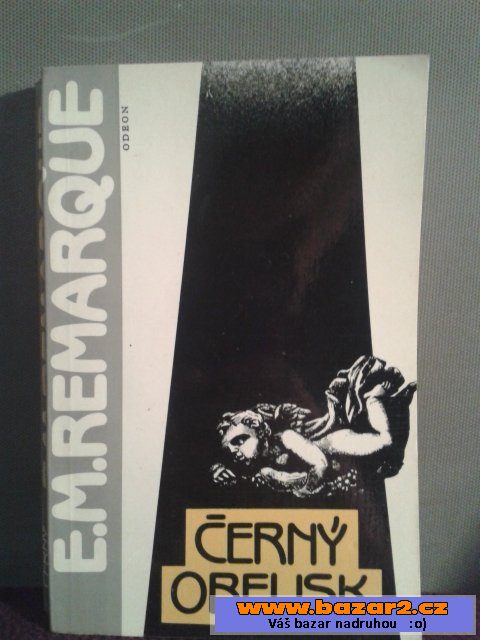 E.M.REMARQUE
ODEON
ČERNÝ
OBELISK
www.bazar2.cz
Váš bazar nadruhou :o)